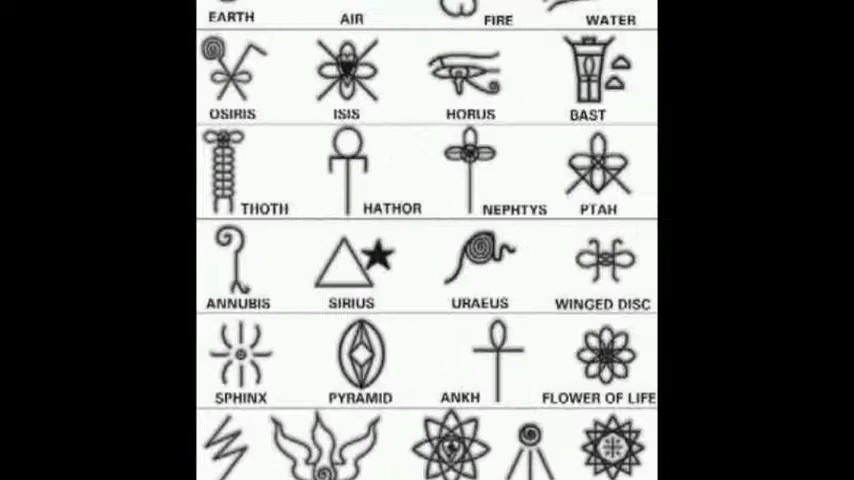 EARTH AIR FIRE WATER
OSIRIS ISIS HORUS BAST
THOTH HATHOR NEPHTYS PTAH
ANNUBIS SIRIUS URAEUS WINGED DISC
SPHINX PYRAMID ANKH FLOWER OF LIFE